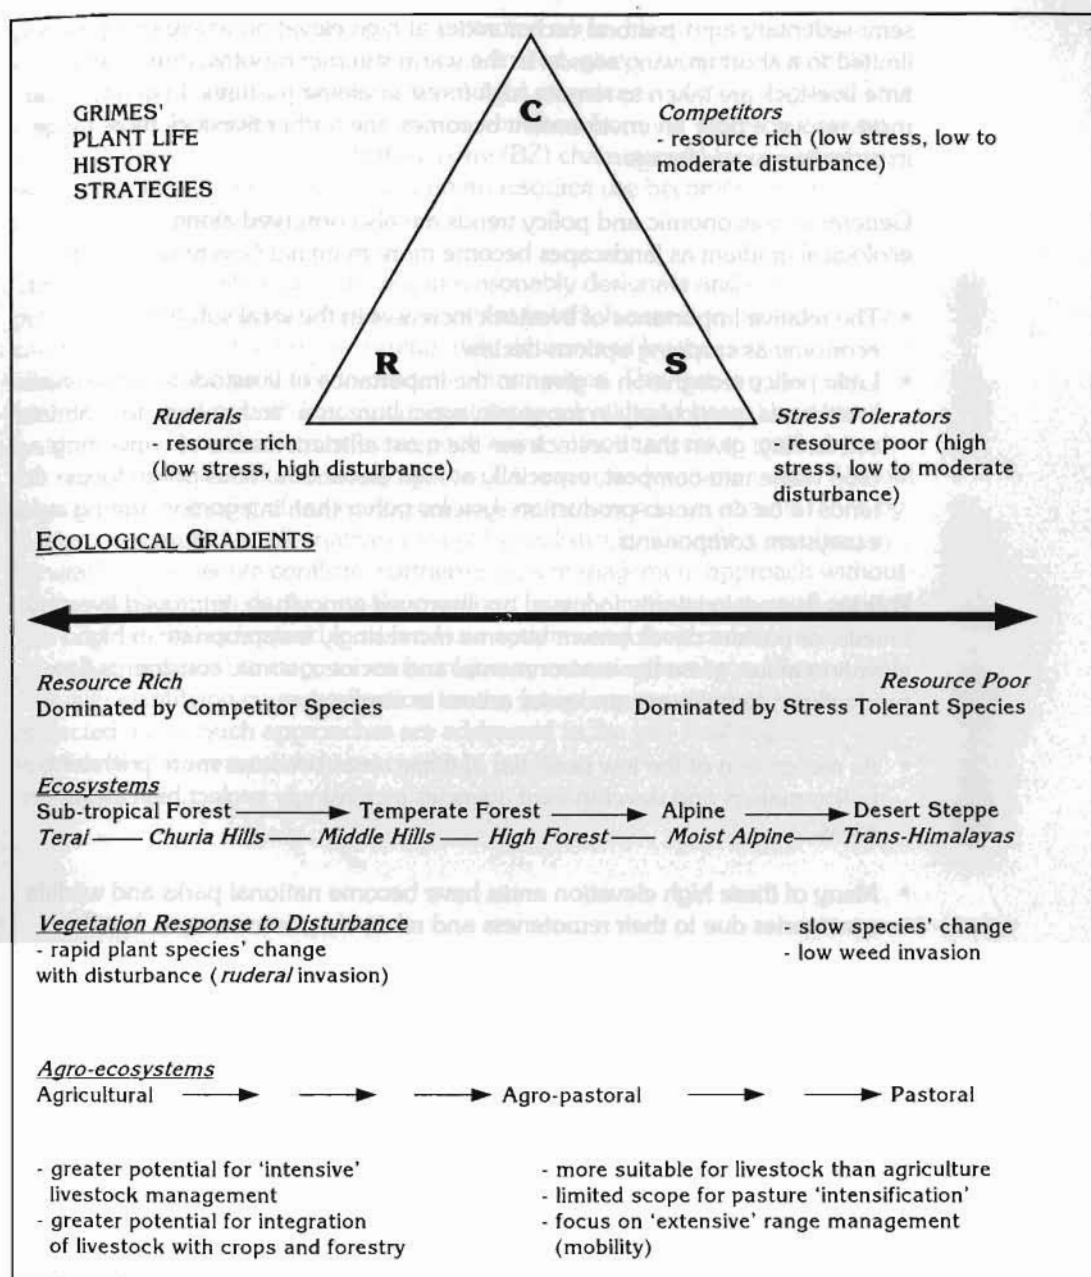 GRIMES'
PLANT LIFE
HISTORY
STRATEGIES
C
Competitors
- resource rich (low stress, low to
moderate disturbance)
R
S
Ruderals
- resource rich
(low stress, high disturbance)
Stress Tolerators
- resource poor (high
stress, low to moderate
disturbance)
ECOLOGICAL GRADIENTS
Resource Rich
Dominated by Competitor Species
Resource Poor
Dominated by Stress Tolerant Species
Ecosystems
Sub-tropical Forest Temperate Forest Alpine Desert Steppe
Terai Churia Hills Middle Hills High Forest Moist Alpine Trans-Himalayas
Vegetation Response to Disturbance
- rapid plant species' change
with disturbance (ruderal invasion)
- slow species' change
- low weed invasion
Agro-ecosystems
Agricultural Agro-pastoral Pastoral
- greater potential for 'intensive'
livestock management
- greater potential for integration
of livestock with crops and forestry
- more suitable for livestock than agriculture
- limited scope for pasture 'intensification'
- focus on 'extensive' range management
(mobility)